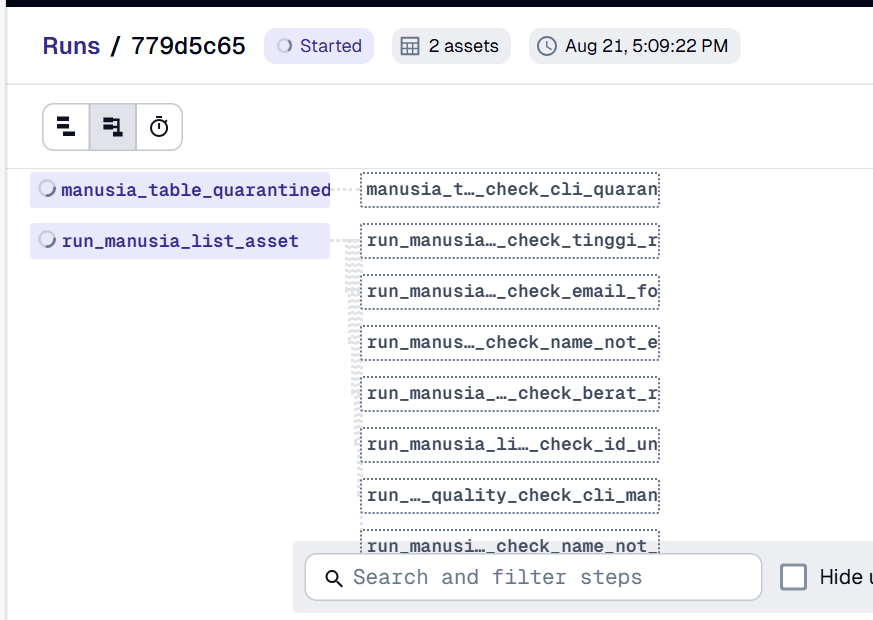 Runs / 779d5c65 Started 2 assets Aug 21, 5:09:22 PM
manusia_table_quarantined manusia_t…_check_cli_quaran
run_manusia_list_asset run_manusia…_check_tinggi_r
run_manusia…_check_email_fo
run_manus…_check_name_not_e
run_manusia_…_check_berat_r
run_manusia_li…_check_id_un
run_…_quality_check_cli_man
run_manusi…_check_name_not_
Search and filter steps Hide